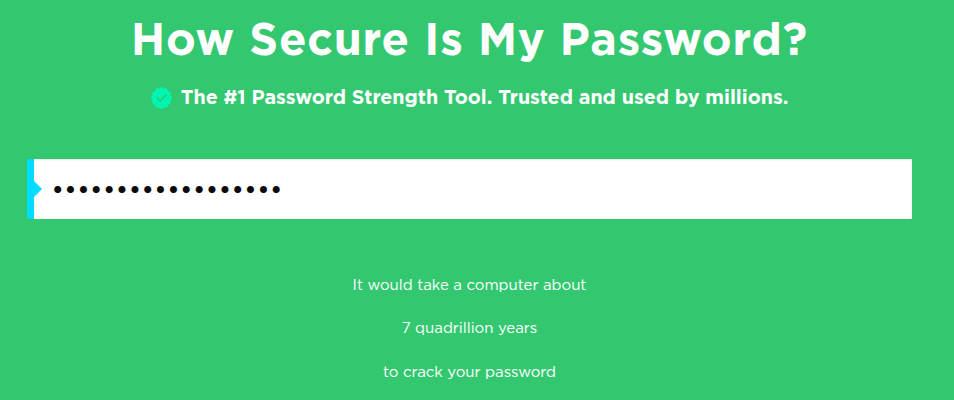 How Secure Is My Password?
The #1 Password Strength Tool. Trusted and used by millions.
••••••••••••••••••
It would take a computer about
7 quadrillion years
to crack your password